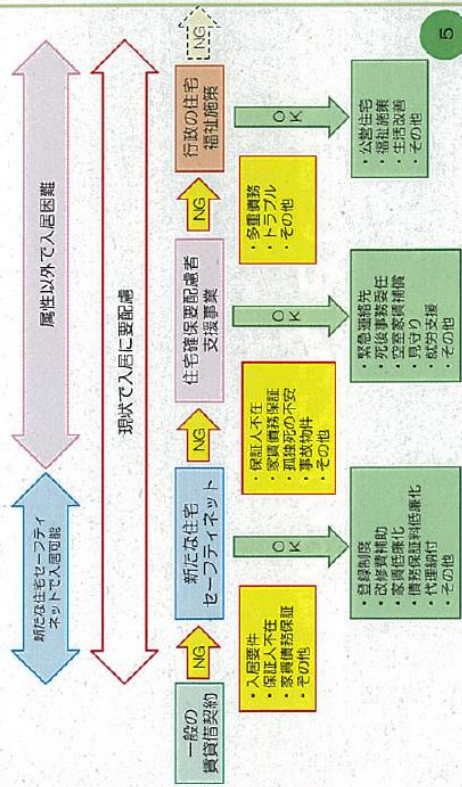 新たな住宅セーフティ
ネットで入居可能
属性以外で入居困難
現状で入居に要配慮
一般の
賃貸借契約
NG
新たな住宅
セーフティネット
NG
住宅確保要配慮者
支援事業
NG
行政の住宅
福祉施策
NG
・入居要件
・保証人不在
・家賃債務保証
・その他
OK
・保証人不在
・家賃債務保証
・孤独死の不安
・事故物件
・その他
OK
・多重債務
・トラブル
・その他
OK
・登録制度
・改修費補助
・家賃低廉化
・債務保証料低廉化
・代理納付
・その他
・緊急連絡先
・死後事務委任
・空室家賃補償
・見守り
・就労支援
・その他
・公営住宅
・福祉施策
・生活改善
・その他
5